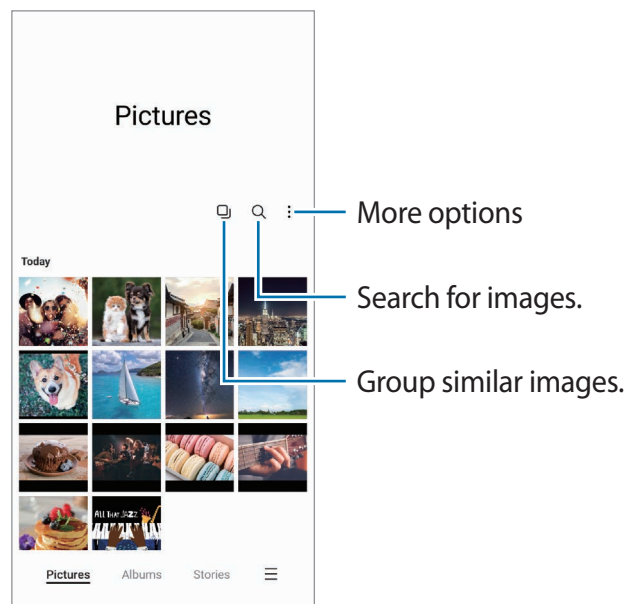 Pictures
More options
Today
Search for images.
Group similar images.
ALL THAT JAZZ
Pictures Albums Stories